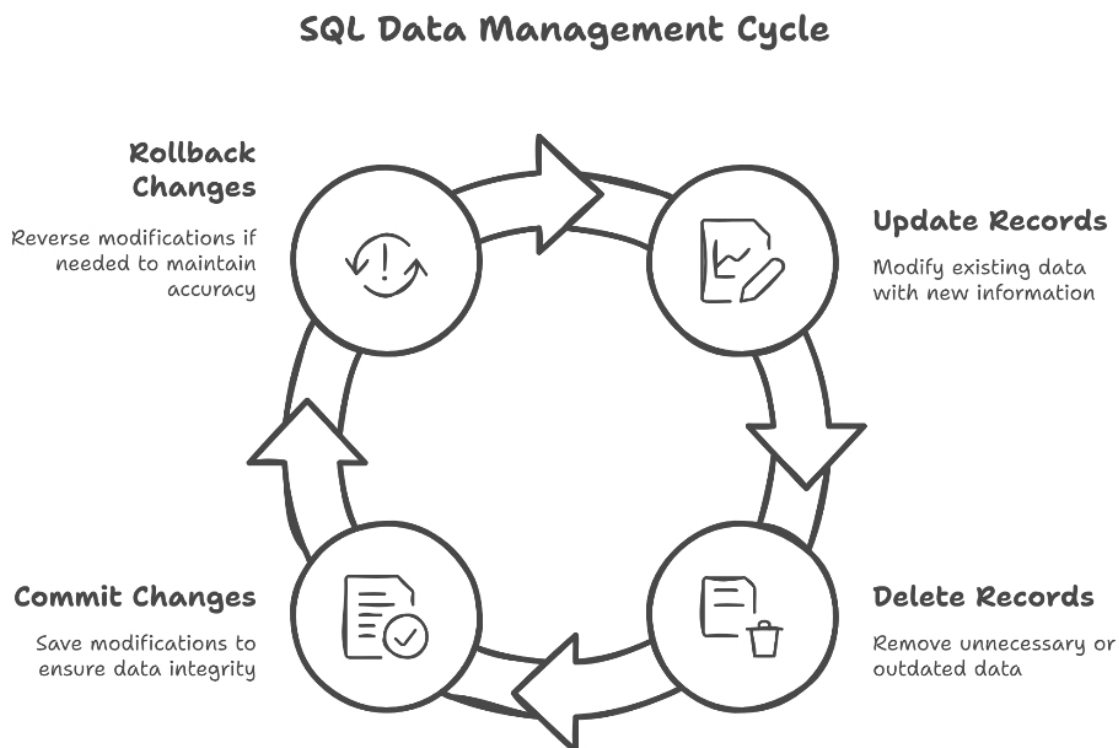 SQL Data Management Cycle
Rollback
Changes
Reverse modifications if
needed to maintain
accuracy
Update Records
Modify existing data
with new information
Commit Changes
Save modifications to
ensure data integrity
Delete Records
Remove unnecessary or
outdated data